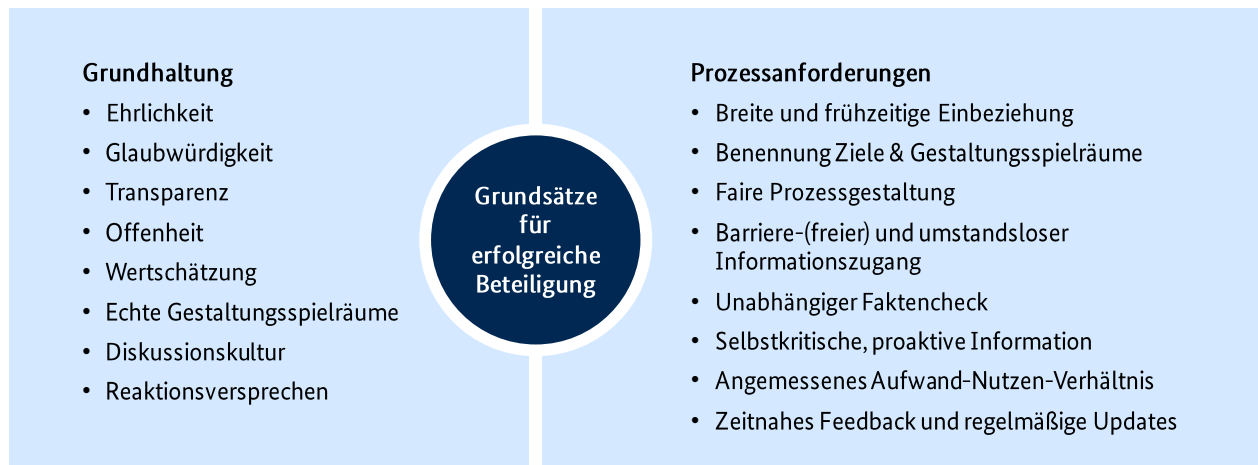 Grundhaltung
• Ehrlichkeit
• Glaubwürdigkeit
• Transparenz
• Offenheit
• Wertschätzung
• Echte Gestaltungsspielräume
• Diskussionskultur
• Reaktionsversprechen
Grundsätze
für
erfolgreiche
Beteiligung
Prozessanforderungen
• Breite und frühzeitige Einbeziehung
• Benennung Ziele & Gestaltungsspielräume
• Faire Prozessgestaltung
• Barriere-(freier) und umstandsloser
Informationszugang
• Unabhängiger Faktencheck
• Selbstkritische, proaktive Information
• Angemessenes Aufwand-Nutzen-Verhältnis
• Zeitnahes Feedback und regelmäßige Updates